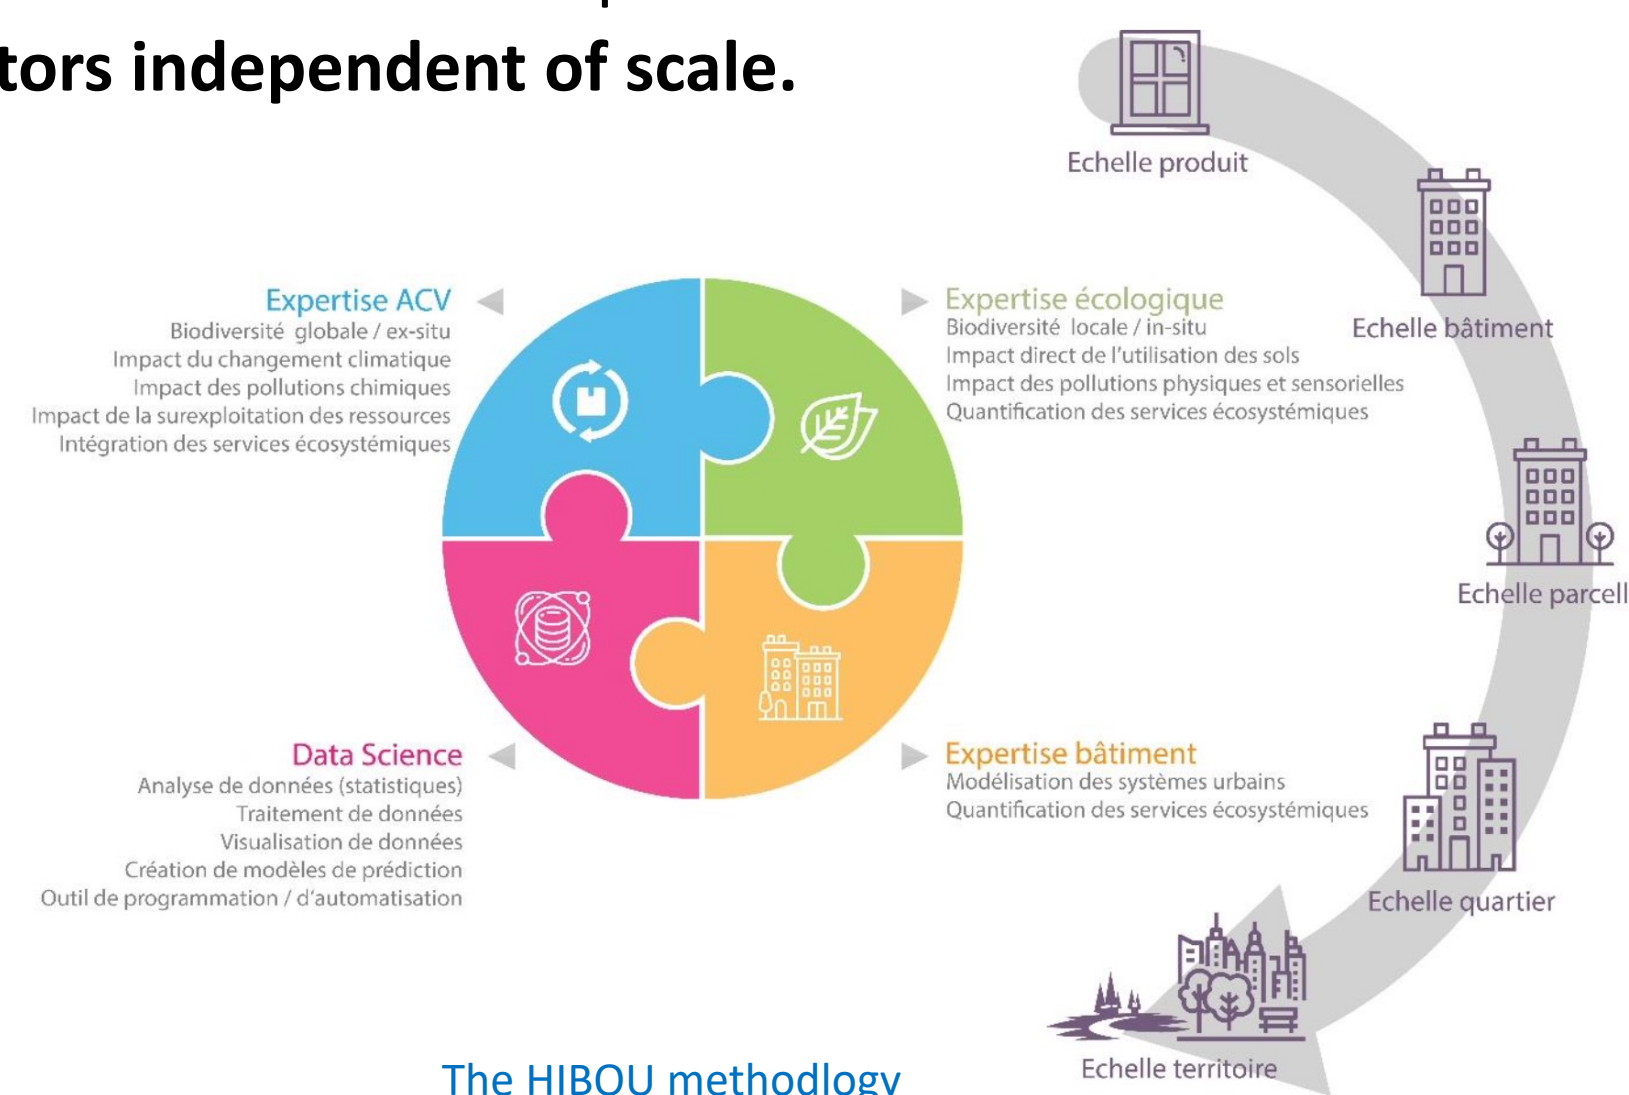 tors independent of scale.
Echelle produit
Echelle bâtiment
Echelle parcell
Echelle quartier
Echelle territoire
Expertise ACV
Biodiversité globale / ex-situ
Impact du changement climatique
Impact des pollutions chimiques
Impact de la surexploitation des ressources
Intégration des services écosystémiques
Expertise écologique
Biodiversité locale / in-situ
Impact direct de l'utilisation des sols
Impact des pollutions physiques et sensorielles
Quantification des services écosystémiques
Data Science
Analyse de données (statistiques)
Traitement de données
Visualisation de données
Création de modèles de prédiction
Outil de programmation / d'automatisation
Expertise bâtiment
Modélisation des systèmes urbains
Quantification des services écosystémiques
The HIBOU methodlogy